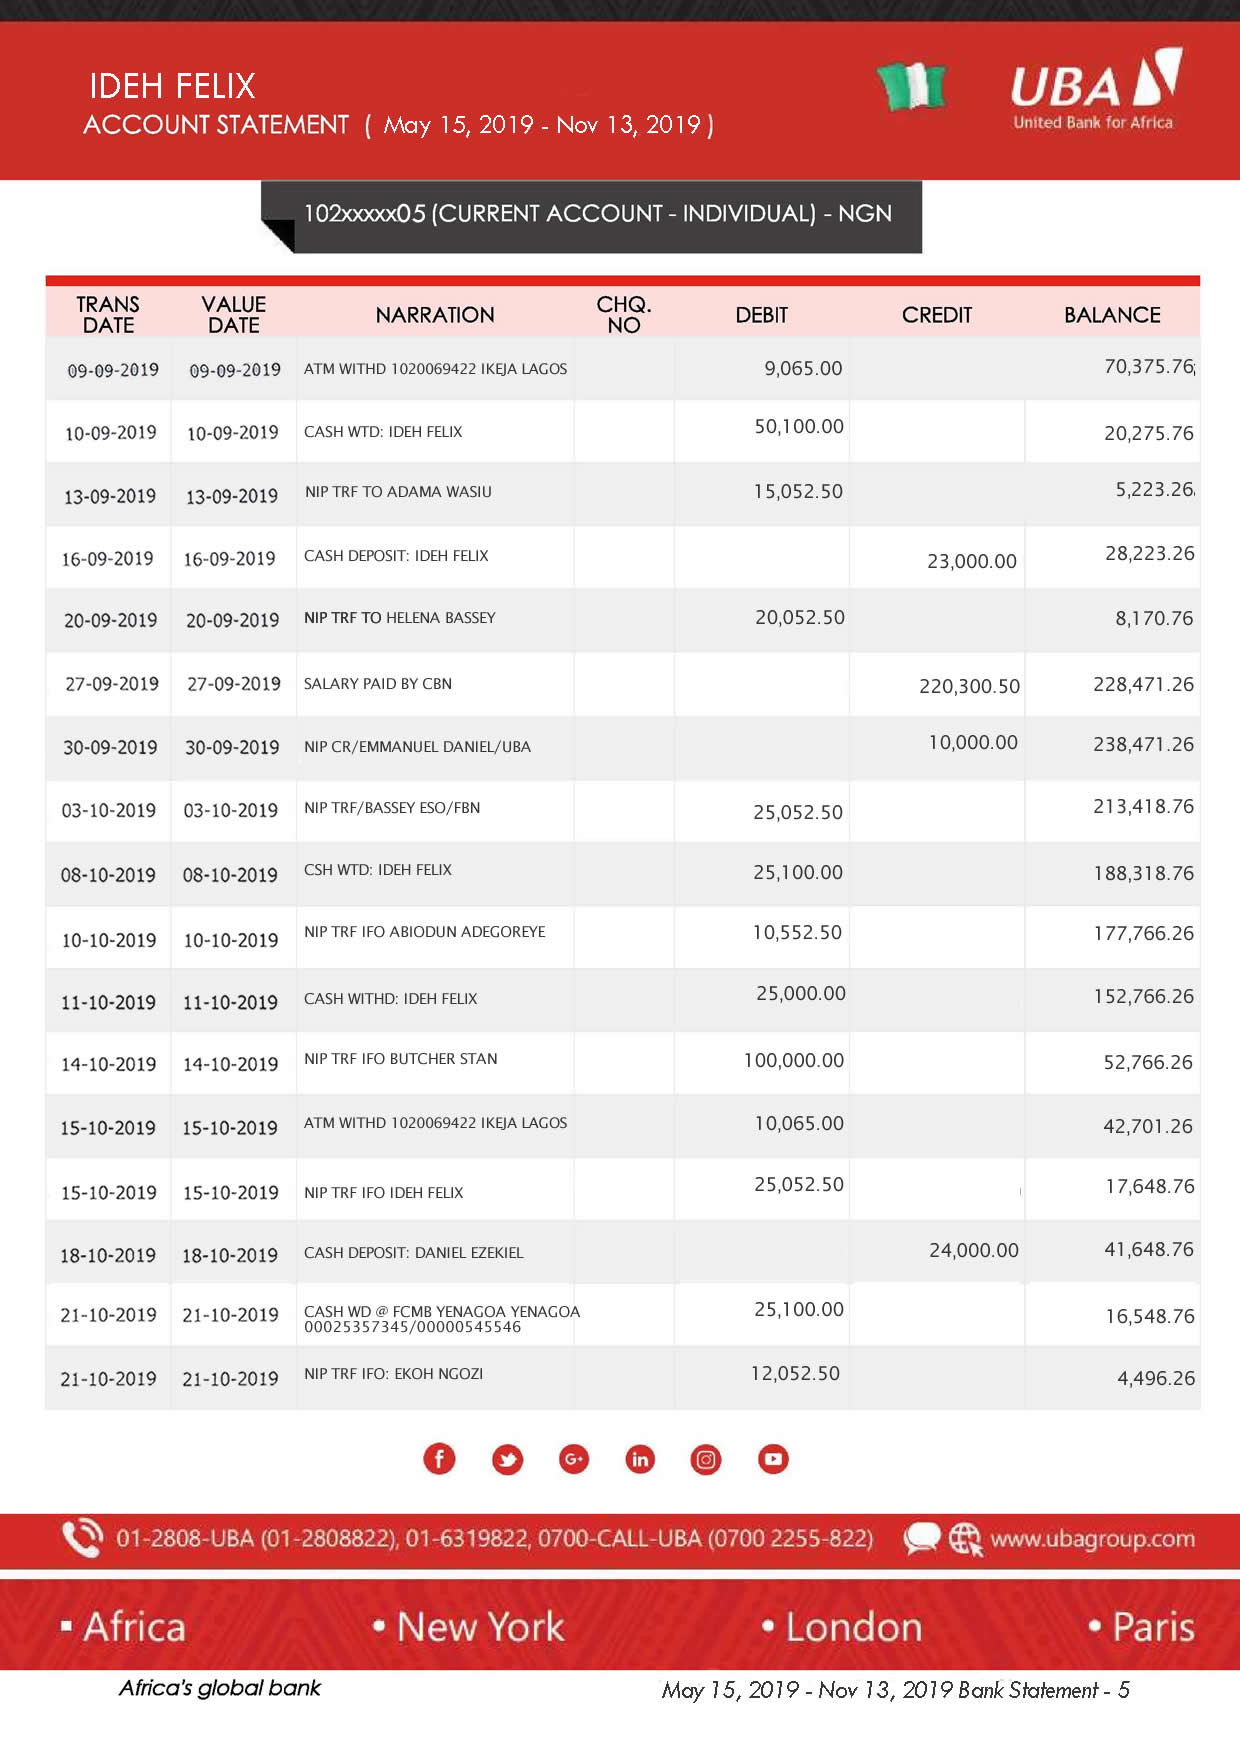 IDEH FELIX
ACCOUNT STATEMENT ( May 15, 2019 - Nov 13, 2019 )
UBA
United Bank for Africa
102xxxxx05 (CURRENT ACCOUNT - INDIVIDUAL) - NGN
TRANS DATE VALUE DATE NARRATION CHQ. NO DEBIT CREDIT BALANCE
09-09-2019 09-09-2019 ATM WITHD 1020069422 IKEJA LAGOS 9,065.00 70,375.76
10-09-2019 10-09-2019 CASH WTD: IDEH FELIX 50,100.00 20,275.76
13-09-2019 13-09-2019 NIP TRF TO ADAMA WASIU 15,052.50 5,223.26
16-09-2019 16-09-2019 CASH DEPOSIT: IDEH FELIX 23,000.00 28,223.26
20-09-2019 20-09-2019 NIP TRF TO HELENA BASSEY 20,052.50 8,170.76
27-09-2019 27-09-2019 SALARY PAID BY CBN 220,300.50 228,471.26
30-09-2019 30-09-2019 NIP CR/EMMANUEL DANIEL/UBA 10,000.00 238,471.26
03-10-2019 03-10-2019 NIP TRF/BASSEY ESO/FBN 25,052.50 213,418.76
08-10-2019 08-10-2019 CSH WTD: IDEH FELIX 25,100.00 188,318.76
10-10-2019 10-10-2019 NIP TRF IFO ABIODUN ADEGOREYE 10,552.50 177,766.26
11-10-2019 11-10-2019 CASH WITHD: IDEH FELIX 25,000.00 152,766.26
14-10-2019 14-10-2019 NIP TRF IFO BUTCHER STAN 100,000.00 52,766.26
15-10-2019 15-10-2019 ATM WITHD 1020069422 IKEJA LAGOS 10,065.00 42,701.26
15-10-2019 15-10-2019 NIP TRF IFO IDEH FELIX 25,052.50 17,648.76
18-10-2019 18-10-2019 CASH DEPOSIT: DANIEL EZEKIEL 24,000.00 41,648.76
21-10-2019 21-10-2019 CASH WD @ FCMB YENAGOA YENAGOA 25,100.00 16,548.76
00025357345/00000545546
21-10-2019 21-10-2019 NIP TRF IFO: EKOH NGOZI 12,052.50 4,496.26
01-2808-UBA (01-2808822), 01-6319822, 0700-CALL-UBA (0700 2255-822) www.ubagroup.com
▪ Africa • New York • London • Paris
Africa's global bank May 15, 2019 - Nov 13, 2019 Bank Statement - 5